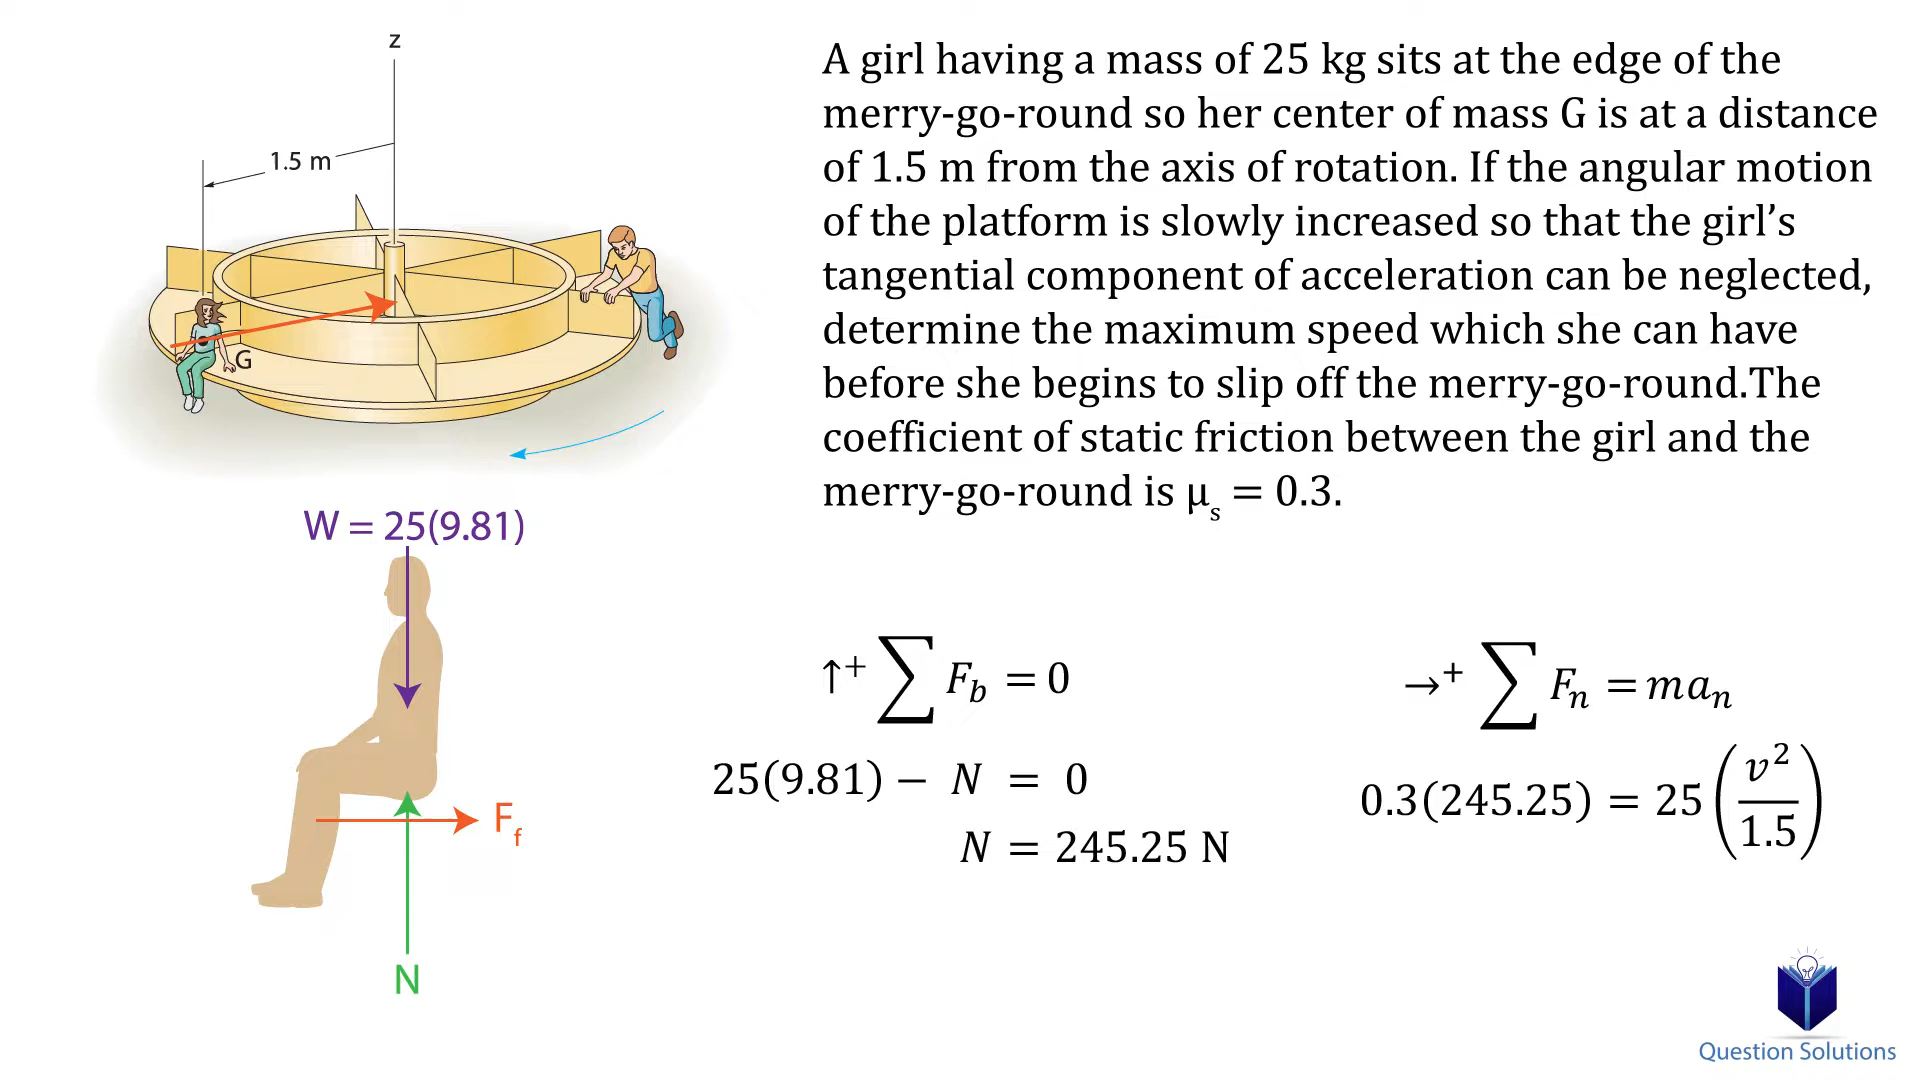 z
1.5 m
G
A girl having a mass of 25 kg sits at the edge of the
merry-go-round so her center of mass G is at a distance
of 1.5 m from the axis of rotation. If the angular motion
of the platform is slowly increased so that the girl’s
tangential component of acceleration can be neglected,
determine the maximum speed which she can have
before she begins to slip off the merry-go-round.The
coefficient of static friction between the girl and the
merry-go-round is μₛ = 0.3.
W = 25(9.81)
F_f
N
↑⁺ ∑ F_b = 0
25(9.81) − N = 0
N = 245.25 N
→⁺ ∑ Fₙ = maₙ
0.3(245.25) = 25 (v²/1.5)
Question Solutions